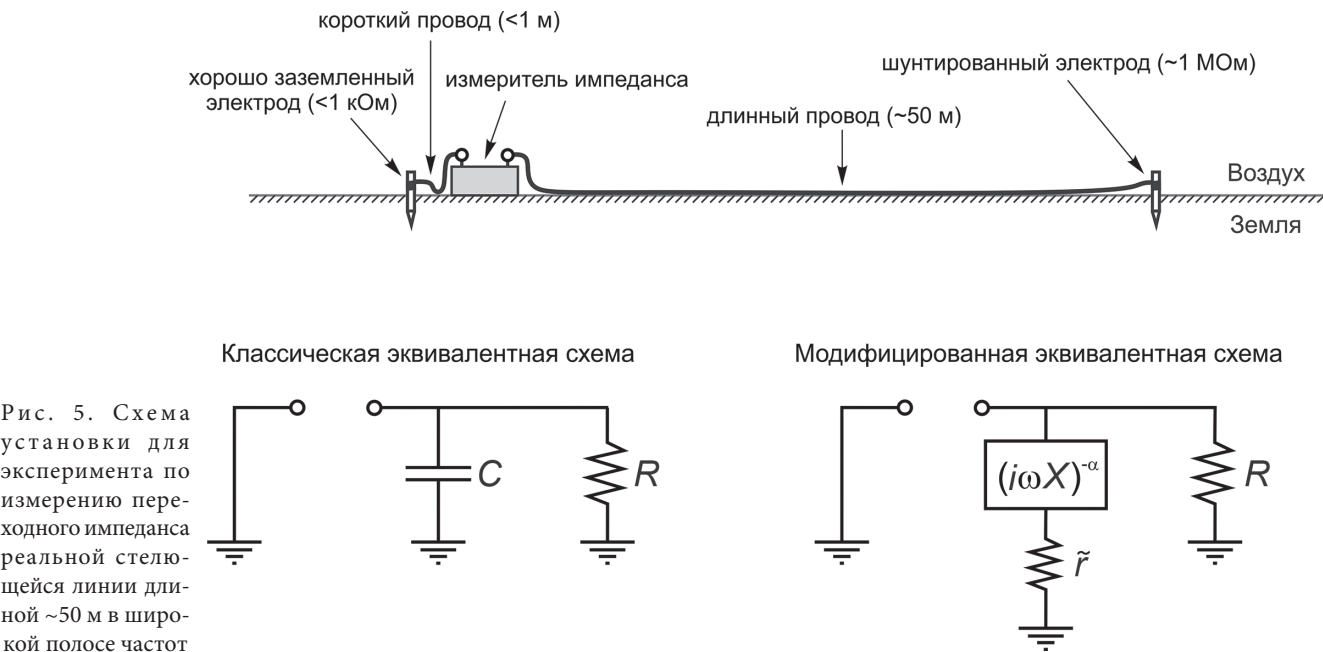 короткий провод (<1 м)
хорошо заземленный
электрод (<1 кОм)
измеритель импеданса
шунтированный электрод (~1 МОм)
длинный провод (~50 м)
Воздух
Земля
Классическая эквивалентная схема
Модифицированная эквивалентная схема
C
R
(iωX)^-α
R
r̃
Рис. 5. Схема
установки для
эксперимента по
измерению пере-
ходного импеданса
реальной стелю-
щейся линии дли-
ной ~50 м в широ-
кой полосе частот